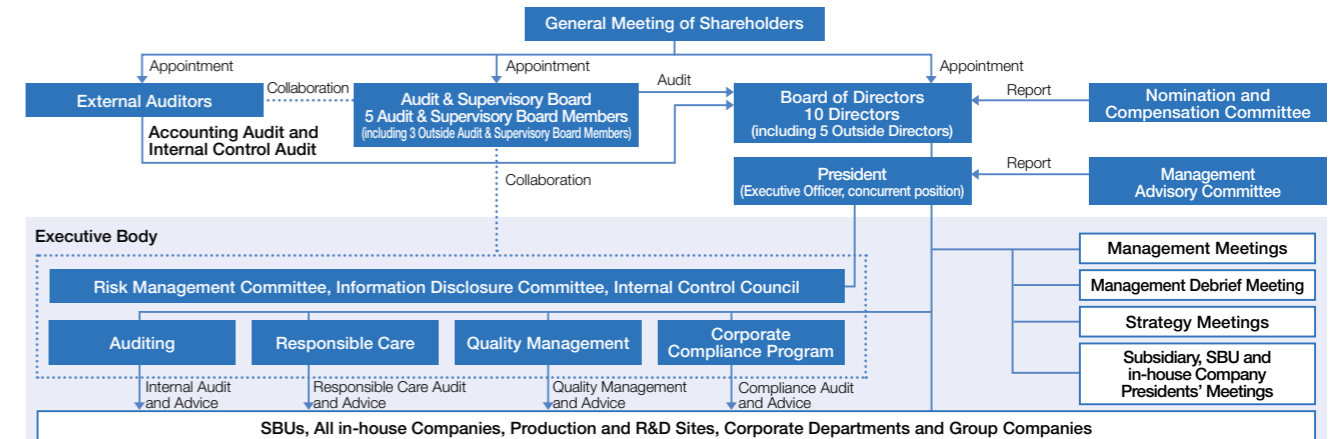 General Meeting of Shareholders
Appointment
Appointment
Appointment
External Auditors
Collaboration
Audit & Supervisory Board
5 Audit & Supervisory Board Members
(including 3 Outside Audit & Supervisory Board Members)
Audit
Board of Directors
10 Directors
(including 5 Outside Directors)
Report
Nomination and
Compensation Committee
Accounting Audit and
Internal Control Audit
Collaboration
President
(Executive Officer, concurrent position)
Report
Management
Advisory Committee
Executive Body
Risk Management Committee, Information Disclosure Committee, Internal Control Council
Auditing
Responsible Care
Quality Management
Corporate
Compliance Program
Management Meetings
Management Debrief Meeting
Strategy Meetings
Subsidiary, SBU and
in-house Company
Presidents’ Meetings
Internal Audit
and Advice
Responsible Care Audit
and Advice
Quality Management
and Advice
Compliance Audit
and Advice
SBUs, All in-house Companies, Production and R&D Sites, Corporate Departments and Group Companies